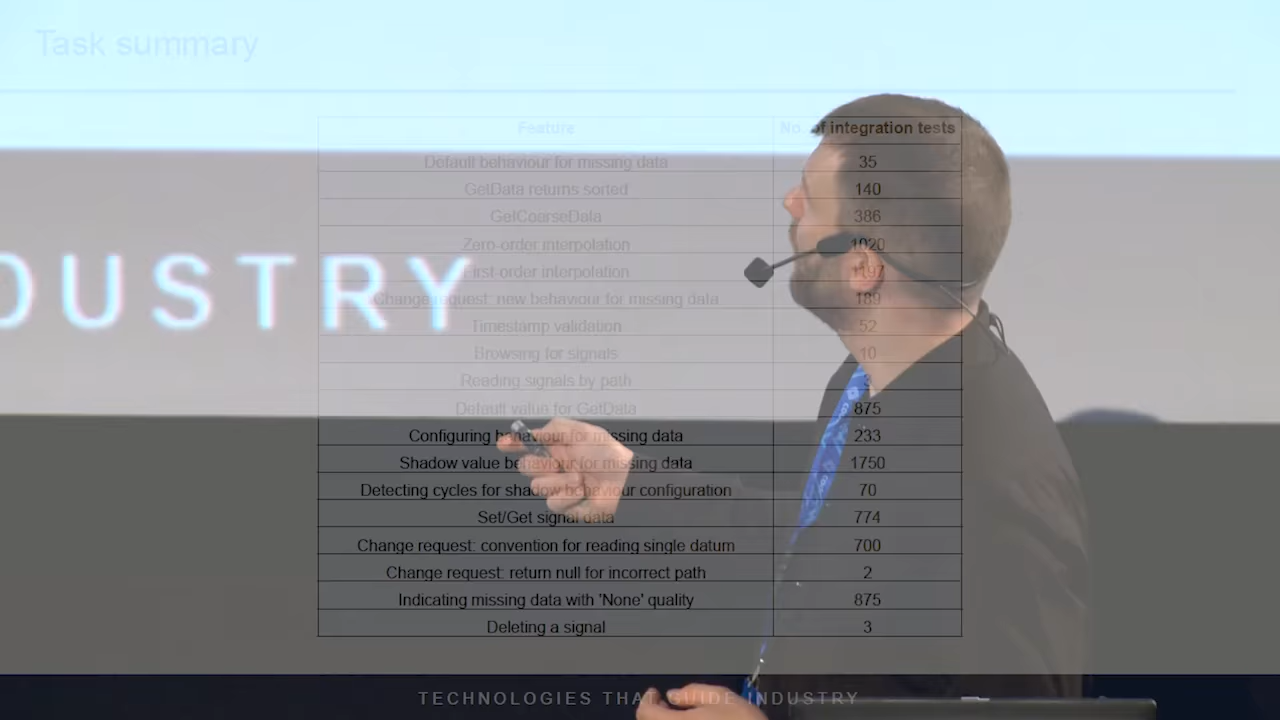 Task summary
Feature No. of integration tests
Default behaviour for missing data 35
GetData returns sorted 140
GetCoarseData 386
Zero-order interpolation 1020
First-order interpolation 1197
Change request: new behaviour for missing data 189
Timestamp validation 52
Browsing for signals 10
Reading signals by path
Default value for GetData 875
Configuring behaviour for missing data 233
Shadow value behaviour for missing data 1750
Detecting cycles for shadow behaviour configuration 70
Set/Get signal data 774
Change request: convention for reading single datum 700
Change request: return null for incorrect path 2
Indicating missing data with 'None' quality 875
Deleting a signal 3
DUSTRY
TECHNOLOGIES THAT GUIDE INDUSTRY